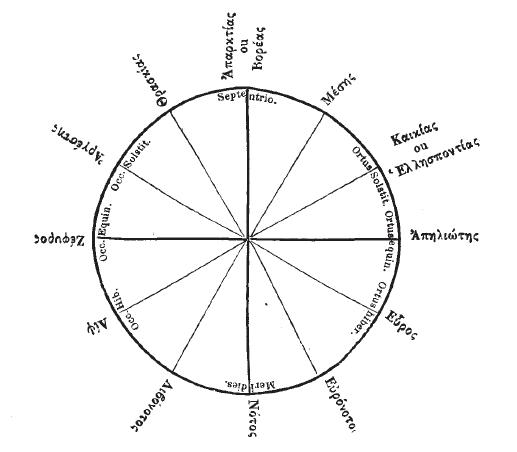 Ἀπαρκτίας
ου
Βορέας
Μέσης
Καικίας
ου
Ἑλλησποντίας
Ἀπηλιώτης
Εὖρος
Εὐρόνοτος
Νότος
Λιβόνοτος
Λίψ
Ζέφυρος
Ἀργέστης
Θρασκίας
Septentrio.
Ortus Solstit.
Ortus equin.
Ortus hiber.
Meridies.
Occ. Hib.
Occ. Equin.
Occ. Solstit.